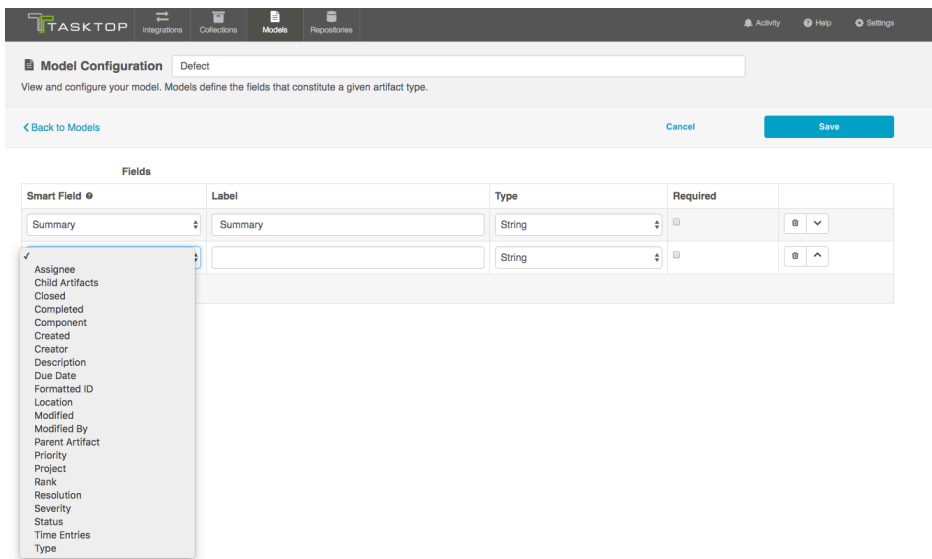 TASKTOP Integrations Collections Models Repositories Activity Help Settings
Model Configuration Defect
View and configure your model. Models define the fields that constitute a given artifact type.
Back to Models Cancel Save
Fields
Smart Field Label Type Required
Summary Summary String
String
Assignee
Child Artifacts
Closed
Completed
Component
Created
Creator
Description
Due Date
Formatted ID
Location
Modified
Modified By
Parent Artifact
Priority
Project
Rank
Resolution
Severity
Status
Time Entries
Type